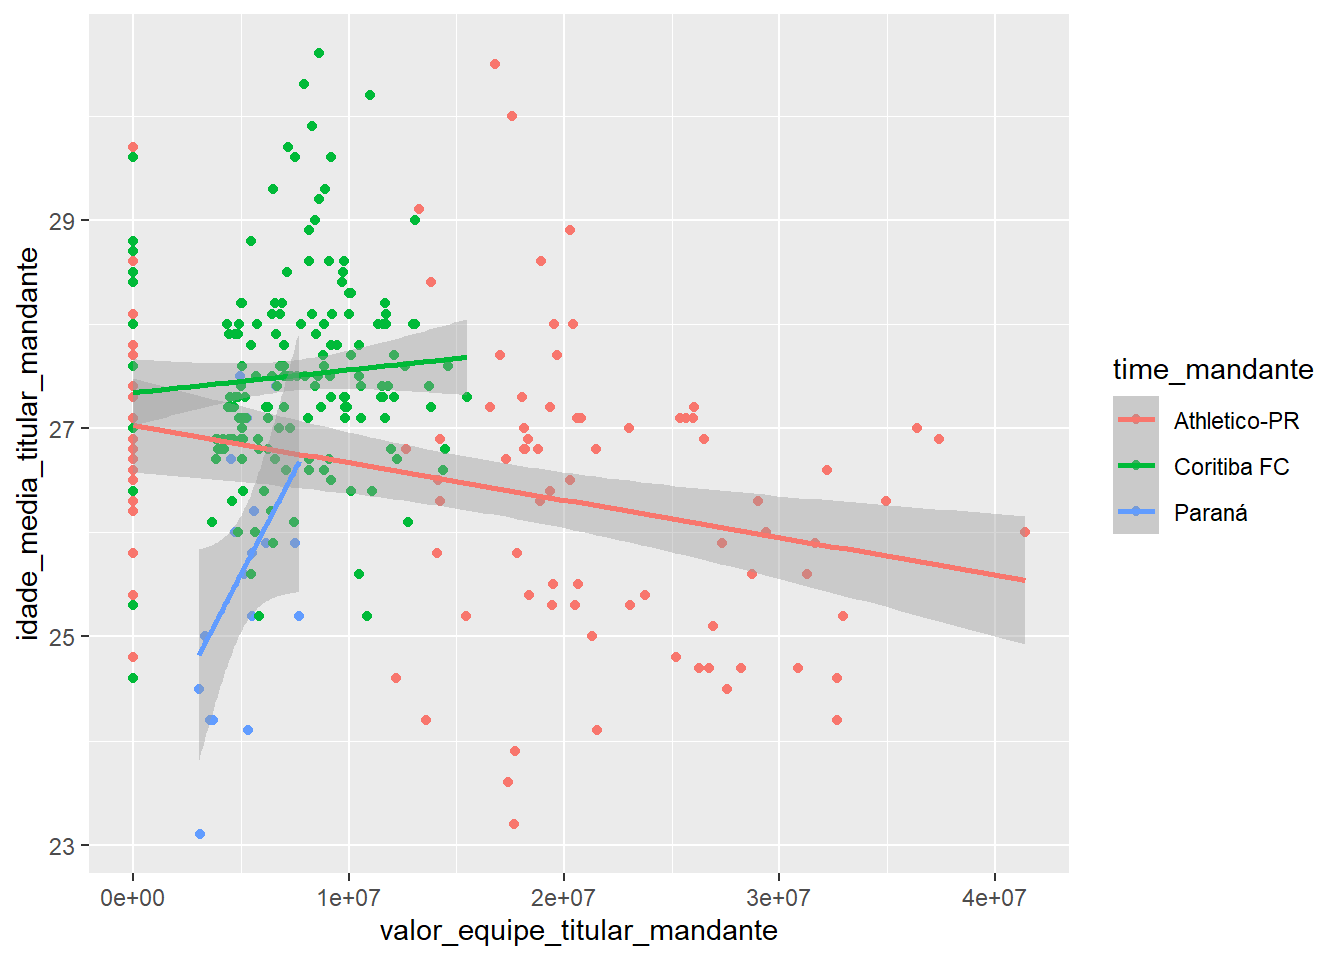 29
27
25
23
idade_media_titular_mandante
0e+00 1e+07 2e+07 3e+07 4e+07
valor_equipe_titular_mandante
time_mandante
Athletico-PR
Coritiba FC
Paraná